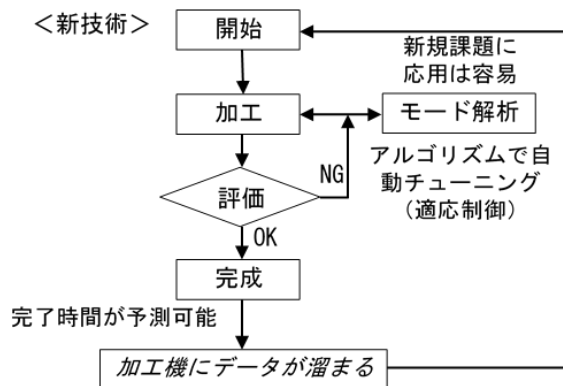 ＜新技術＞
開始
新規課題に
応用は容易
加工
モード解析
アルゴリズムで自
動チューニング
（適応制御）
NG
評価
OK
完成
完了時間が予測可能
加工機にデータが溜まる